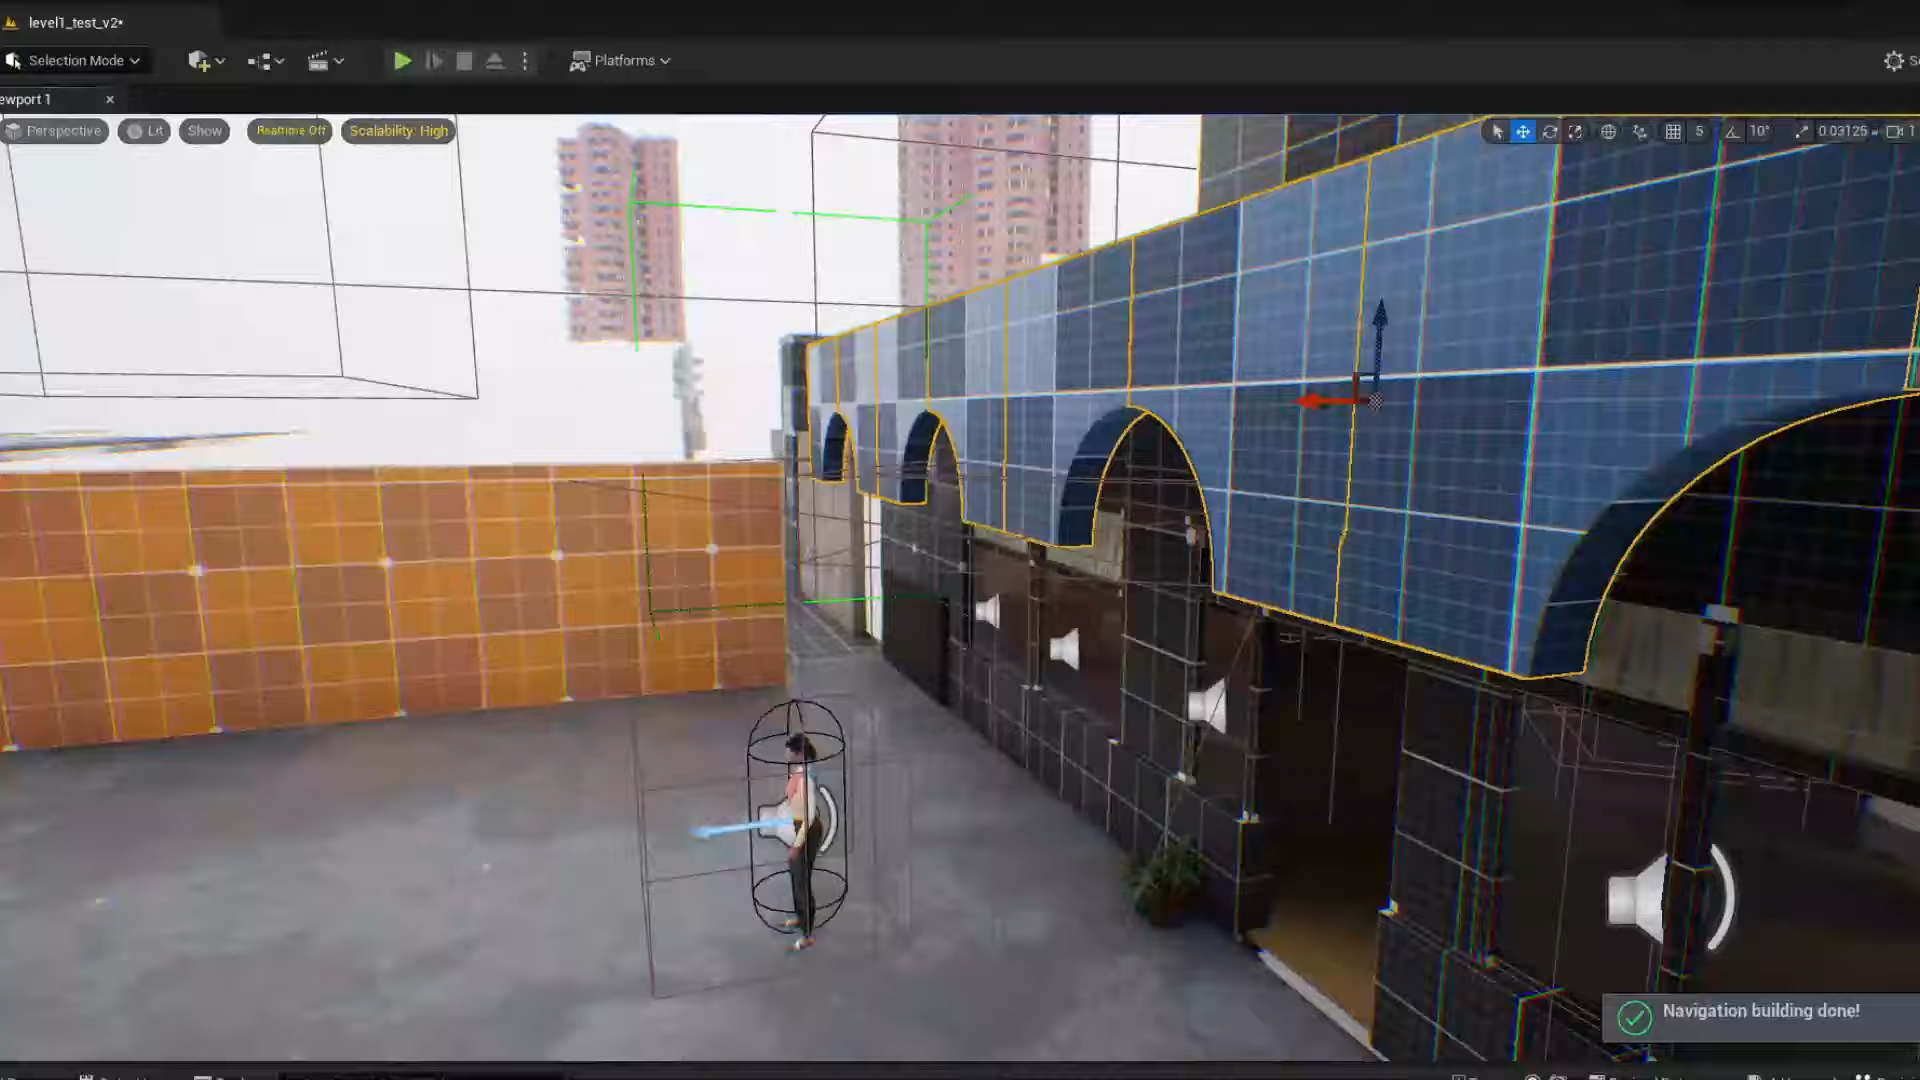 level1_test_v2•
Selection Mode
Platforms
ewport 1
Perspective
Lit
Show
Realtime Off
Scalability: High
5
10°
0.03125
1
Navigation building done!